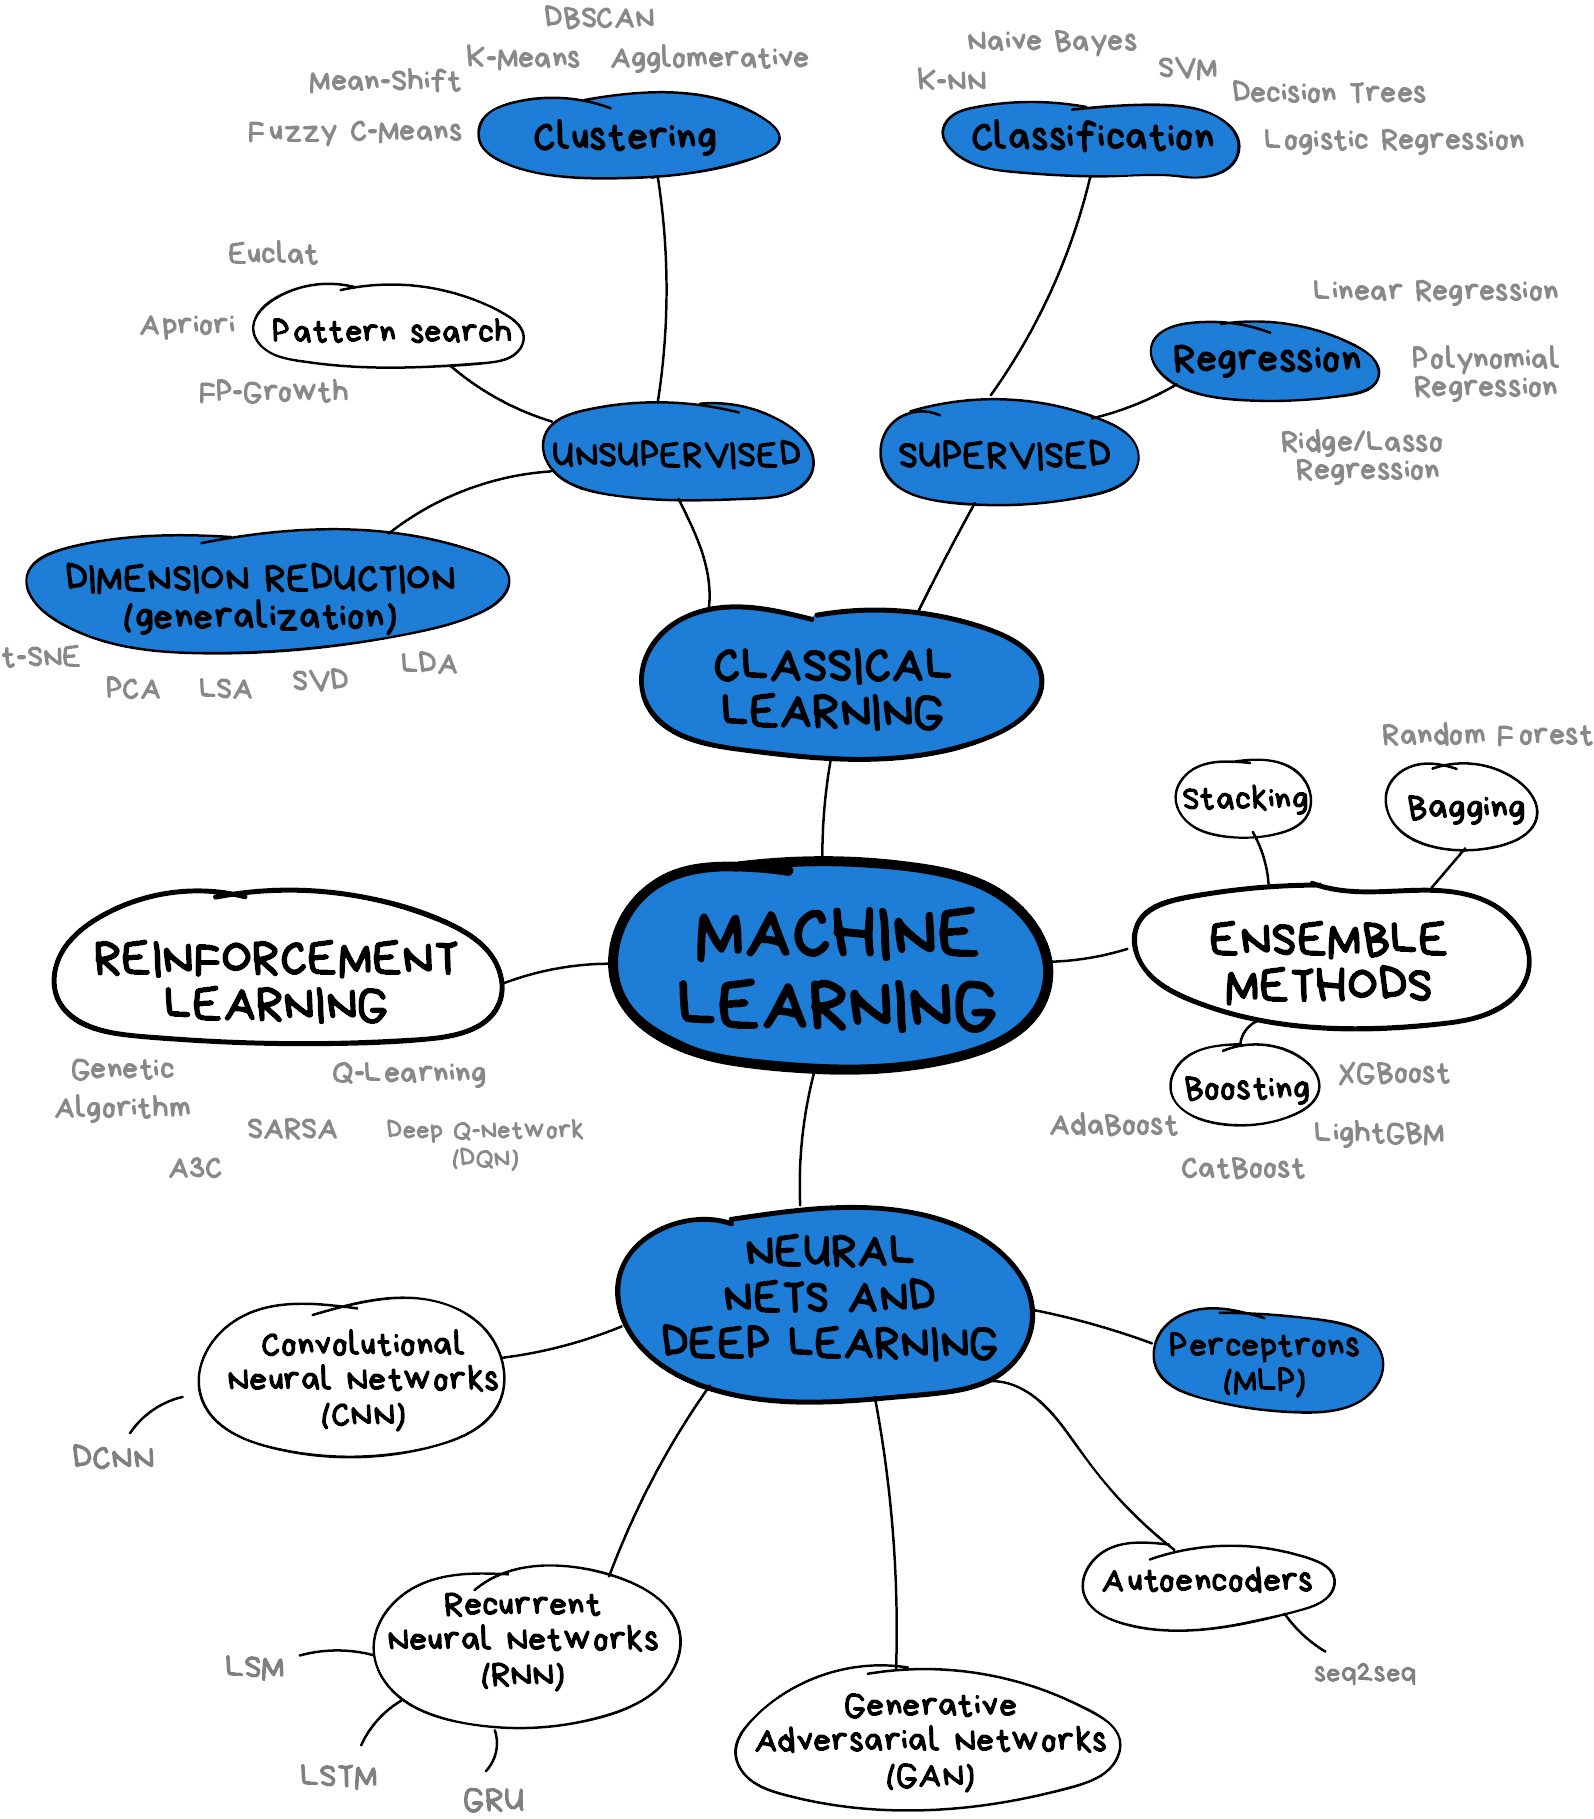 DBSCAN
K-Means
Agglomerative
Mean-Shift
Fuzzy C-Means
Clustering
Naive Bayes
K-NN
SVM
Decision Trees
Classification
Logistic Regression
Euclat
Apriori
Pattern search
FP-Growth
Linear Regression
Regression
Polynomial
Regression
Ridge/Lasso
Regression
UNSUPERVISED
SUPERVISED
DIMENSION REDUCTION
(generalization)
t-SNE
PCA
LSA
SVD
LDA
CLASSICAL
LEARNING
Random Forest
Stacking
Bagging
REINFORCEMENT
LEARNING
MACHINE
LEARNING
ENSEMBLE
METHODS
Genetic
Algorithm
Q-Learning
SARSA
Deep Q-Network
(DQN)
A3C
Boosting
XGBoost
AdaBoost
LightGBM
CatBoost
NEURAL
NETS AND
DEEP LEARNING
Convolutional
Neural Networks
(CNN)
DCNN
Perceptrons
(MLP)
Autoencoders
seq2seq
Recurrent
Neural Networks
(RNN)
LSM
LSTM
GRU
Generative
Adversarial Networks
(GAN)